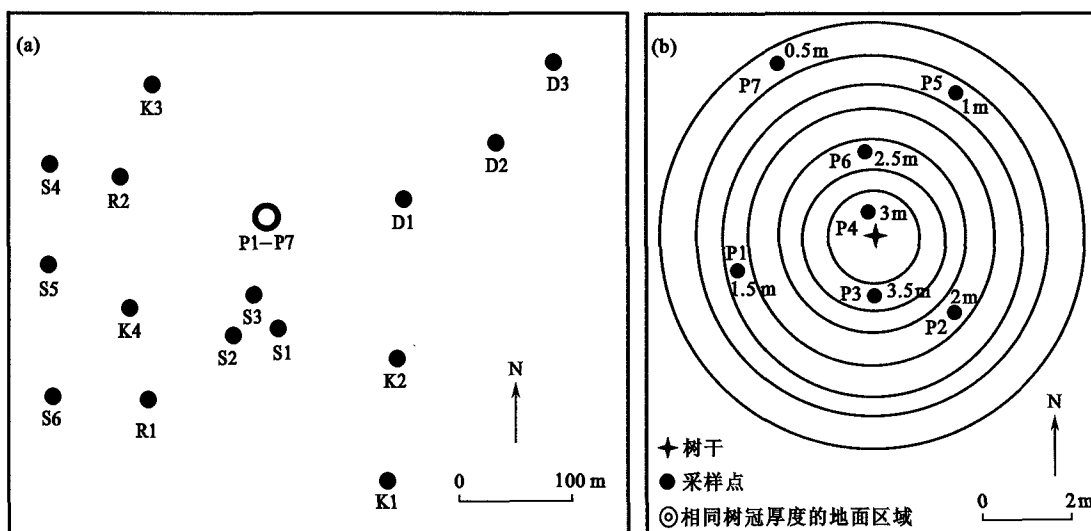 (a)
D3
K3
D2
S4
R2
D1
P1-P7
S5
K4
S3
S2
S1
K2
N
S6
R1
0
100 m
K1
(b)
0.5m
P7
P5
1m
P6
2.5m
P4
3m
P1
1.5m
P3
3.5m
2m
P2
N
树干
采样点
0
2m
相同树冠厚度的地面区域